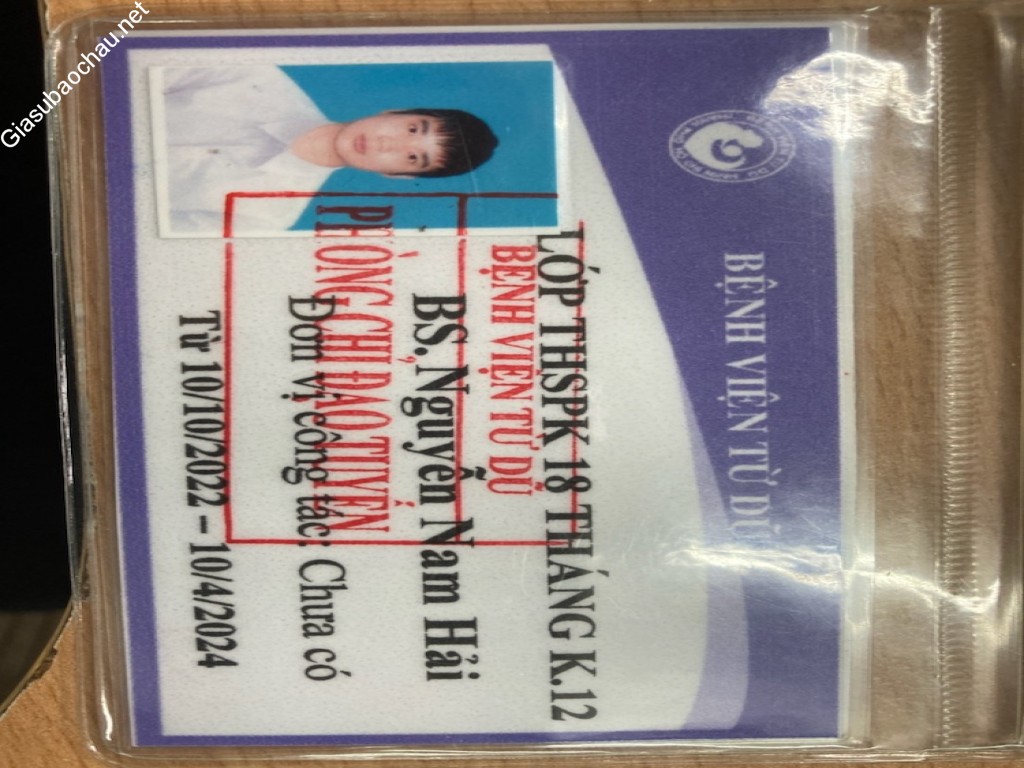 Giasubaochau.net
BỆNH VIỆN TỪ DŨ
LỚP THSPK 18 THÁNG K.12
BỆNH VIỆN TỪ DŨ
BS.Nguyễn Nam Hải
PHÒNG CHỈ ĐẠO TUYẾN
Đơn vị công tác: Chưa có
Từ 10/10/2022 – 10/4/2024